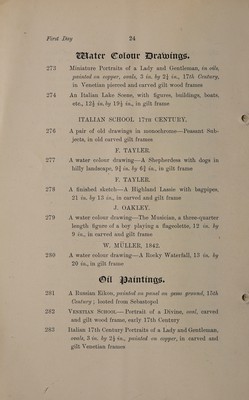 First Day 24
Water Colour Drawings.
273 Miniature Portraits of a Lady and Gentleman, in oils,
painted on copper, ovals, 3 in. by 2½ in., 17th Century,
in Venetian pierced and carved gilt wood frames
274 An Italian Lake Scene, with figures, buildings, boats,
etc., 12¾ in. by 19½ in., in gilt frame
ITALIAN SCHOOL 17TH CENTURY.
276 A pair of old drawings in monochrome—Peasant Sub-
jects, in old carved gilt frames
F. TAYLER.
277 A water colour drawing—A Shepherdess with dogs in
hilly landscape, 9¾ in. by 6¾ in., in gilt frame
F. TAYLER.
278 A finished sketch—A Highland Lassie with bagpipes,
21 in. by 13 in., in carved and gilt frame
J. OAKLEY.
279 A water colour drawing—The Musician, a three-quarter
length figure of a boy playing a flageolette, 12 in. by
9 in., in carved and gilt frame
W. MÜLLER, 1842.
280 A water colour drawing—A Rocky Waterfall, 13 in. by
20 in., in gilt frame
Oil Paintings.
281 A Russian Eikon, painted on panel on gesso ground, 15th
Century; looted from Sebastopol
282 VENETIAN SCHOOL.—Portrait of a Divine, oval, carved
and gilt wood frame, early 17th Century
283 Italian 17th Century Portraits of a Lady and Gentleman,
ovals, 3 in. by 2½ in., painted on copper, in carved and
gilt Venetian frames